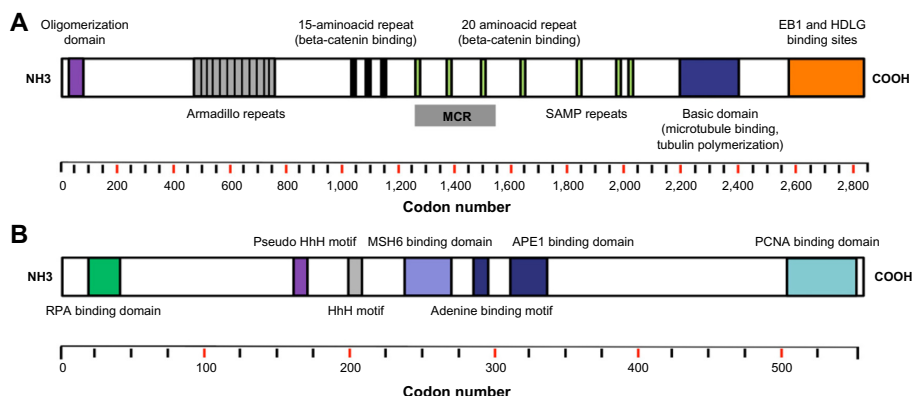 A
Oligomerization domain
15-aminoacid repeat (beta-catenin binding)
20 aminoacid repeat (beta-catenin binding)
EB1 and HDLG binding sites
NH3
COOH
Armadillo repeats
MCR
SAMP repeats
Basic domain (microtubule binding, tubulin polymerization)
0 200 400 600 800 1,000 1,200 1,400 1,600 1,800 2,000 2,200 2,400 2,600 2,800
Codon number
B
Pseudo HhH motif
MSH6 binding domain
APE1 binding domain
PCNA binding domain
NH3
COOH
RPA binding domain
HhH motif
Adenine binding motif
0 100 200 300 400 500
Codon number